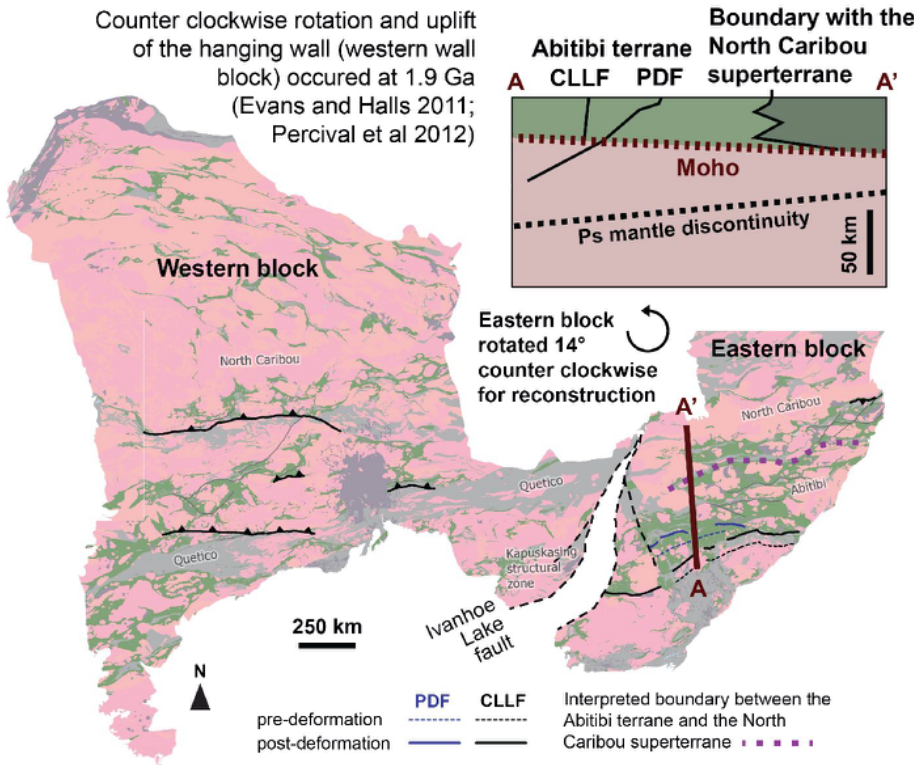 Counter clockwise rotation and uplift
of the hanging wall (western wall
block) occured at 1.9 Ga
(Evans and Halls 2011;
Percival et al 2012)
Boundary with the
North Caribou
superterrane
Abitibi terrane
A CLLF PDF A'
Moho
Ps mantle discontinuity
50 km
Western block
North Caribou
Eastern block
rotated 14°
counter clockwise
for reconstruction
Eastern block
A'
North Caribou
Abitibi
Quetico
Quetico
Kapuskasing
structural
zone
A
Ivanhoe
Lake
fault
250 km
N
PDF CLLF
pre-deformation
post-deformation
Interpreted boundary between the
Abitibi terrane and the North
Caribou superterrane